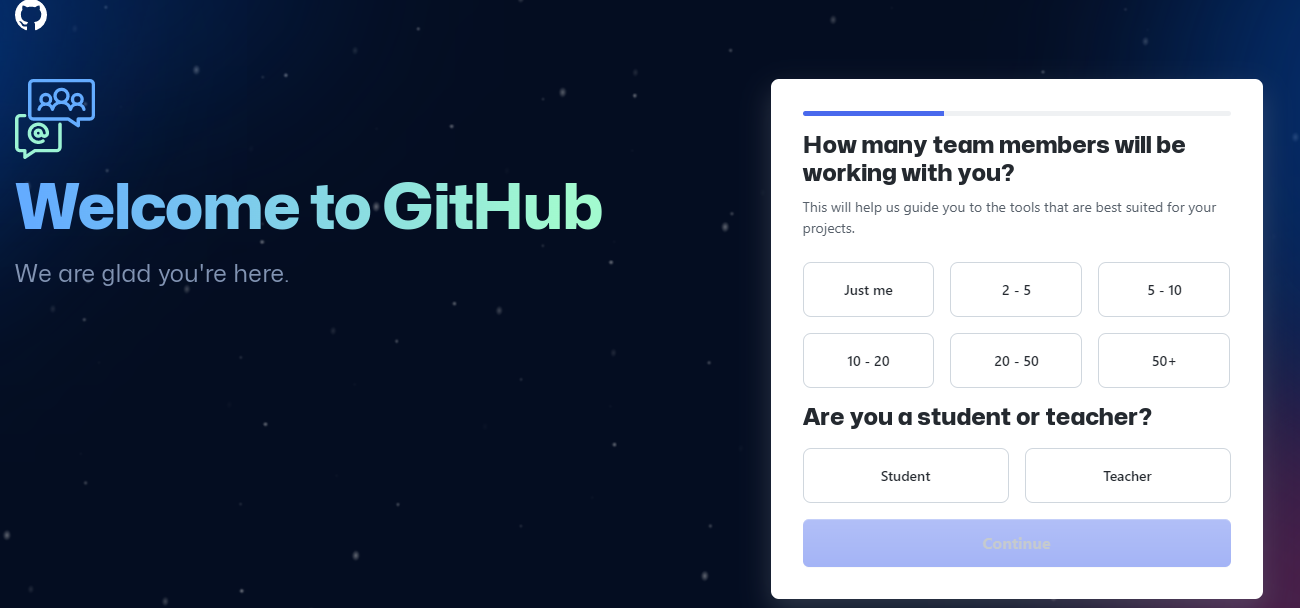 Welcome to GitHub
We are glad you're here.
How many team members will be
working with you?
This will help us guide you to the tools that are best suited for your
projects.
Just me
2 - 5
5 - 10
10 - 20
20 - 50
50+
Are you a student or teacher?
Student
Teacher
Continue